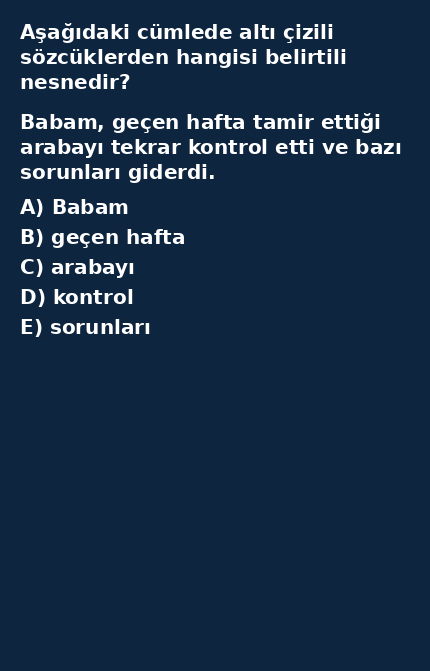 Aşağıdaki cümlede altı çizili
sözcüklerden hangisi belirtili
nesnedir?
Babam, geçen hafta tamir ettiği
arabayı tekrar kontrol etti ve bazı
sorunları giderdi.
A) Babam
B) geçen hafta
C) arabayı
D) kontrol
E) sorunları